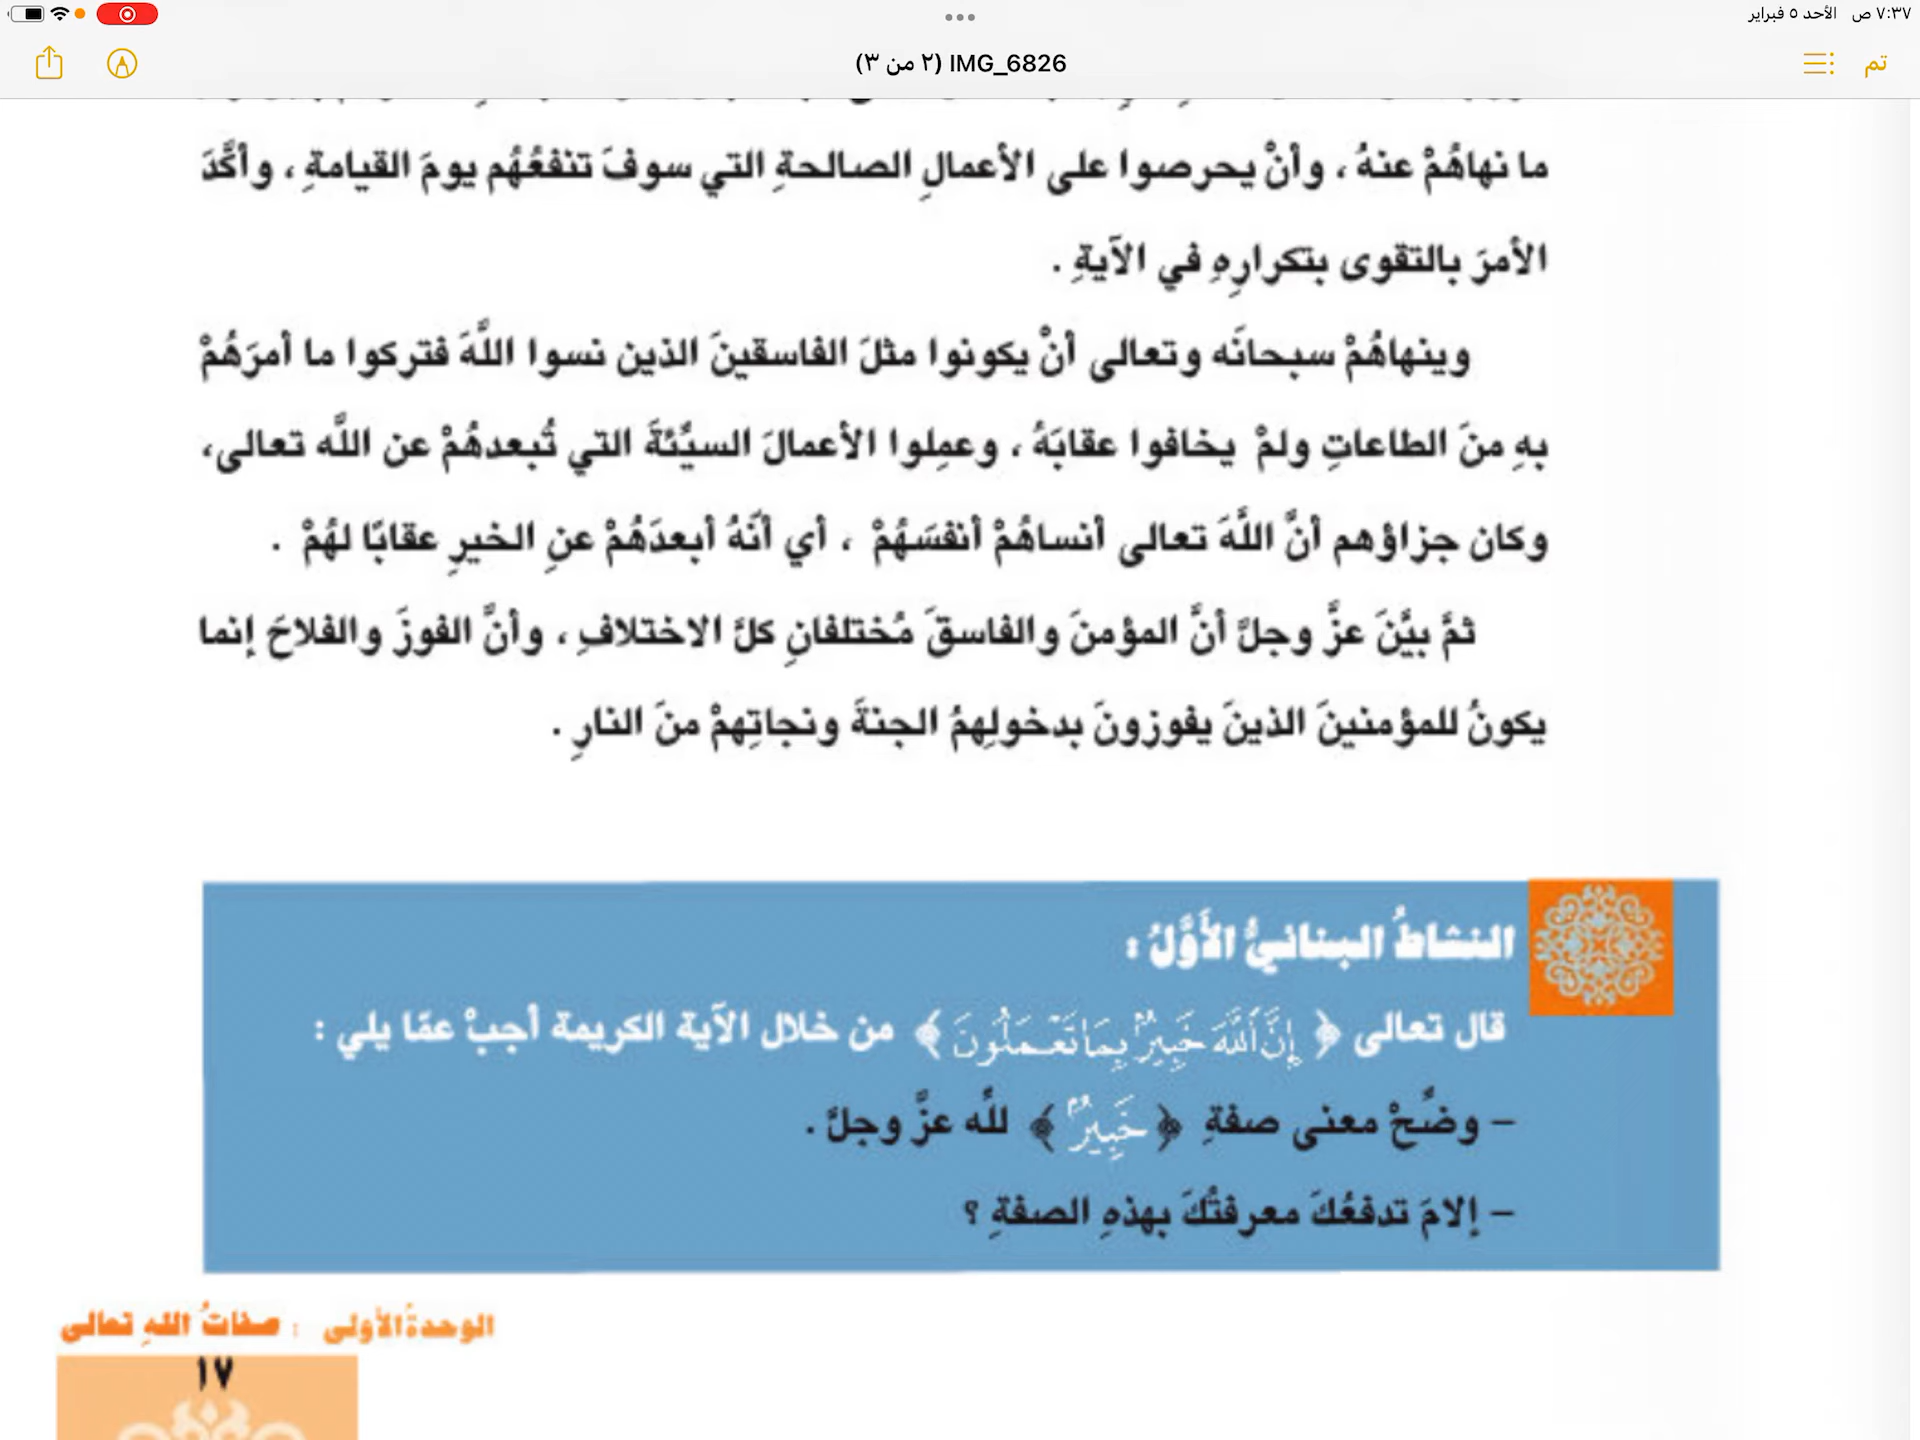 ٧:٣٧ ص الأحد ٥ فبراير
IMG_6826 (٢ من ٣)
تم
ما نهاهُمْ عنهُ ، وأنْ يحرصوا على الأعمالِ الصالحةِ التي سوفَ تنفعُهُم يومَ القيامةِ ، وأكَّدَ
الأمرَ بالتقوى بتكرارِهِ في الآيةِ .
وينهاهُمْ سبحانَه وتعالى أنْ يكونوا مثلَ الفاسقينَ الذين نسوا اللَّهَ فتركوا ما أمرَهُمْ
بهِ منَ الطاعاتِ ولمْ يخافوا عقابَهُ ، وعمِلوا الأعمالَ السيِّئةَ التي تُبعدهُمْ عن اللَّه تعالى،
وكان جزاؤهم أنَّ اللَّهَ تعالى أنساهُمْ أنفسَهُمْ ، أي أنَّهُ أبعدَهُمْ عنِ الخيرِ عقابًا لهُمْ .
ثمَّ بيَّنَ عزَّ وجلَّ أنَّ المؤمنَ والفاسقَ مُختلفانِ كلَّ الاختلافِ ، وأنَّ الفوزَ والفلاحَ إنما
يكونُ للمؤمنينَ الذينَ يفوزونَ بدخولِهِمُ الجنةَ ونجاتِهِمْ منَ النارِ .
النشاطُ البنائيُّ الأَوَّلُ :
قال تعالى ﴿ إِنَّ ٱللَّهَ خَبِيرٌۢ بِمَا تَعْمَلُونَ ﴾ من خلال الآية الكريمة أجبْ عمّا يلي :
– وضِّحْ معنى صفةِ ﴿ خَبِيرٌۢ ﴾ للَّه عزَّ وجلَّ .
– إلامَ تدفعُكَ معرفتُكَ بهذهِ الصفةِ ؟
الوحدةُ الأولى : صفاتُ اللهِ تعالى
١٧